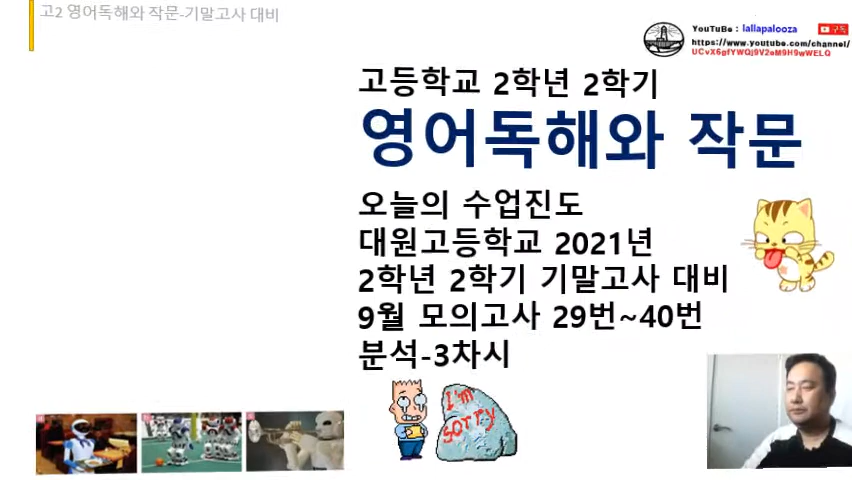 고2 영어독해와 작문-기말고사 대비
YouTuBe : lallapalooza
구독
https://www.youtube.com/channel/
UCvX6gfYWQj9V2eM9H9wWELQ
고등학교 2학년 2학기
영어독해와 작문
오늘의 수업진도
대원고등학교 2021년
2학년 2학기 기말고사 대비
9월 모의고사 29번~40번
분석-3차시
I'm
sorry